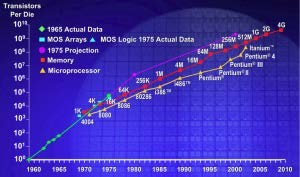 Transistors
Per Die
10¹¹
10¹⁰
10⁹
10⁸
10⁷
10⁶
10⁵
10⁴
10³
10²
10¹
10⁰
1965 Actual Data
MOS Arrays
MOS Logic 1975 Actual Data
1975 Projection
Memory
Microprocessor
1K
4K
16K
64K
256K
1M
4M
16M
64M
128M
256M
512M
1G
2G
4G
4004
8080
8086
80286
i386™
i486™
Pentium®
Pentium® II
Pentium® III
Pentium® 4
Itanium™
1960
1965
1970
1975
1980
1985
1990
1995
2000
2005
2010